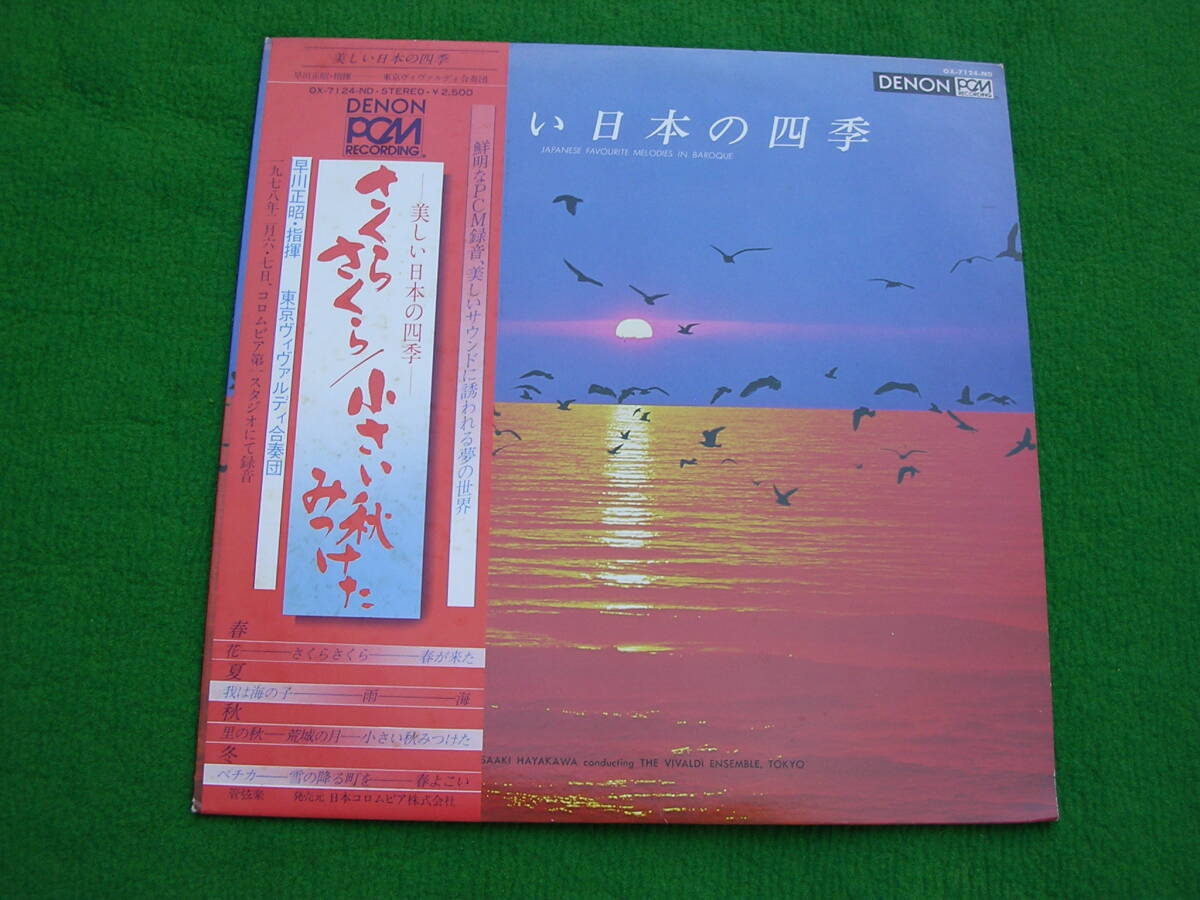 美しい日本の四季
早川正昭・指揮――東京ヴィヴァルディ合奏団
OX-7124-ND・STEREO・¥2,500
DENON
PCM
RECORDING
鮮明なPCM録音、美しいサウンドに誘われる夢の世界
―美しい日本の四季―
さくらさくら/小さい秋みつけた
早川正昭・指揮 東京ヴィヴァルディ合奏団
一九七八年二月六・七日、コロムビア第一スタジオにて録音
春
花――さくらさくら――春が来た
夏
我は海の子――雨――海
秋
里の秋―荒城の月―小さい秋みつけた
冬
ペチカ――雪の降る町を――春よこい
管弦楽 発売元 日本コロムビア株式会社
OX-7124-ND
DENON PCM
RECORDING
い日本の四季
JAPANESE FAVOURITE MELODIES IN BAROQUE
SAAKI HAYAKAWA conducting THE VIVALDI ENSEMBLE, TOKYO